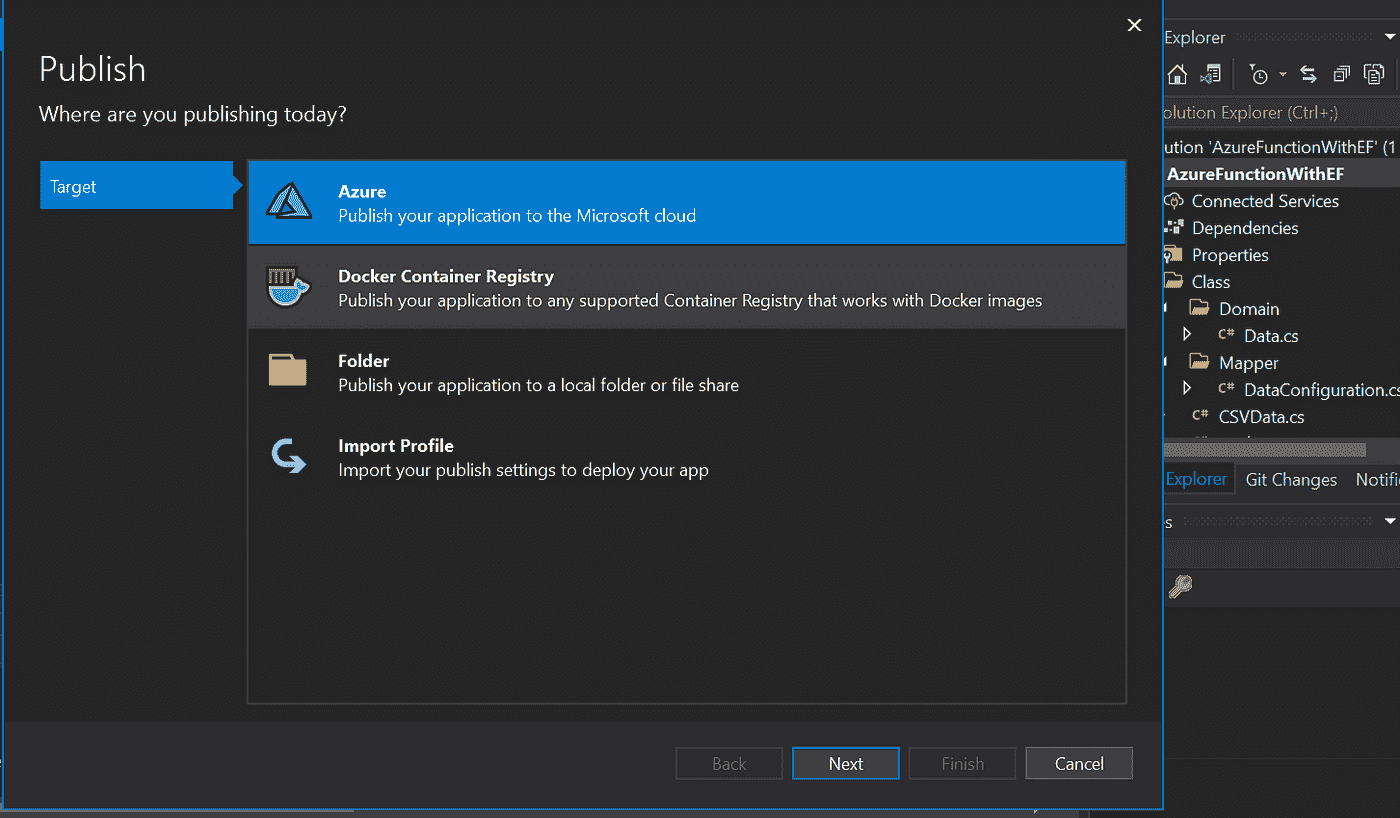 Publish
Where are you publishing today?
Target
Azure
Publish your application to the Microsoft cloud
Docker Container Registry
Publish your application to any supported Container Registry that works with Docker images
Folder
Publish your application to a local folder or file share
Import Profile
Import your publish settings to deploy your app
Back
Next
Finish
Cancel
Explorer
olution Explorer (Ctrl+;)
ution 'AzureFunctionWithEF' (1
AzureFunctionWithEF
Connected Services
Dependencies
Properties
Class
Domain
C# Data.cs
Mapper
C# DataConfiguration.cs
C# CSVData.cs
Explorer
Git Changes
Notifi
es